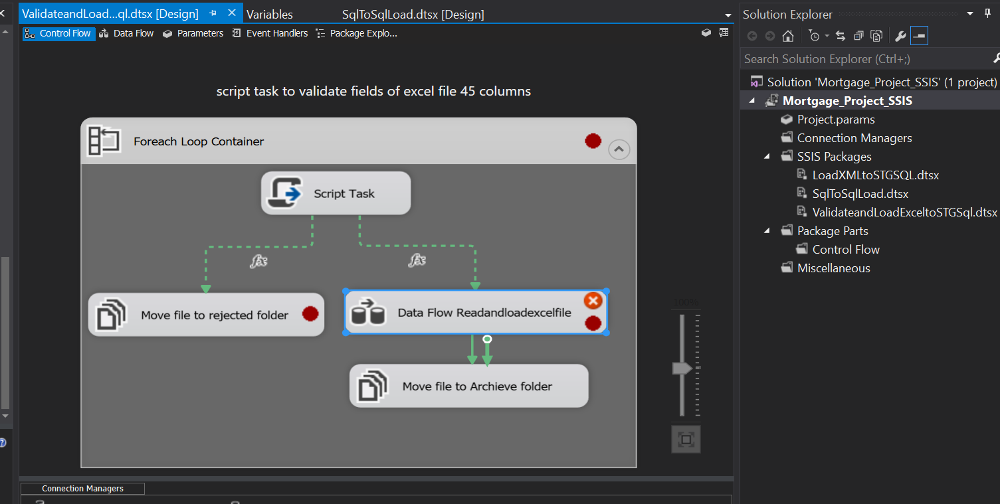 ValidateandLoad...ql.dtsx [Design]
Variables
SqlToSqlLoad.dtsx [Design]
Control Flow
Data Flow
Parameters
Event Handlers
Package Explo...
script task to validate fields of excel file 45 columns
Foreach Loop Container
Script Task
fx
fx
Move file to rejected folder
Data Flow Readandloadexcelfile
Move file to Archieve folder
100%
Connection Managers
Solution Explorer
Search Solution Explorer (Ctrl+;)
Solution 'Mortgage_Project_SSIS' (1 project)
Mortgage_Project_SSIS
Project.params
Connection Managers
SSIS Packages
LoadXMLtoSTGSQL.dtsx
SqlToSqlLoad.dtsx
ValidateandLoadExceltoSTGSql.dtsx
Package Parts
Control Flow
Miscellaneous